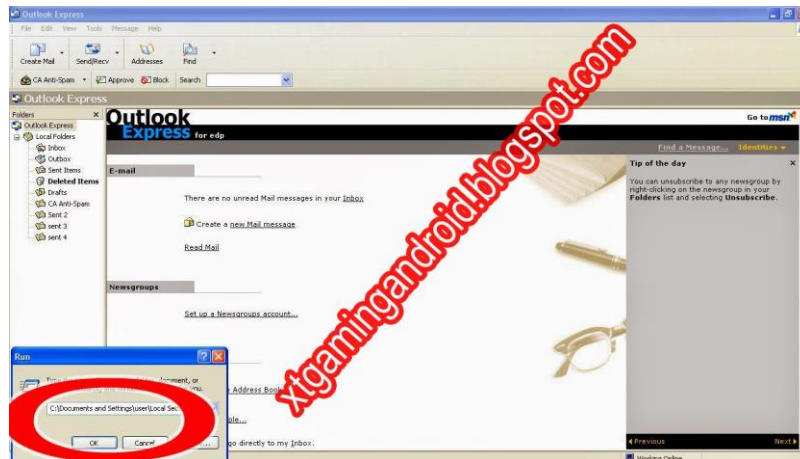 Outlook Express
File Edit View Tools Message Help
Create Mail Send/Recv Addresses Find
CA Anti-Spam Approve Block Search
Outlook Express
Folders X
Outlook Express
Local Folders
Inbox
Outbox
Sent Items
Deleted Items
Drafts
CA Anti-Spam
Sent 2
sent 3
sent 4
Outlook
Express for edp
Go to msn
Find a Message... Identities
E-mail
There are no unread Mail messages in your Inbox
Create a new Mail message
Read Mail
Newsgroups
Set up a Newsgroups account...
Address Book
go directly to my Inbox.
Tip of the day X
You can unsubscribe to any newsgroup by
right-clicking on the newsgroup in your
Folders list and selecting Unsubscribe.
Previous Next
Working Online
Run
C:\Documents and Settings\user\Local
OK Cancel
xtgamingandroid.blogspot.com